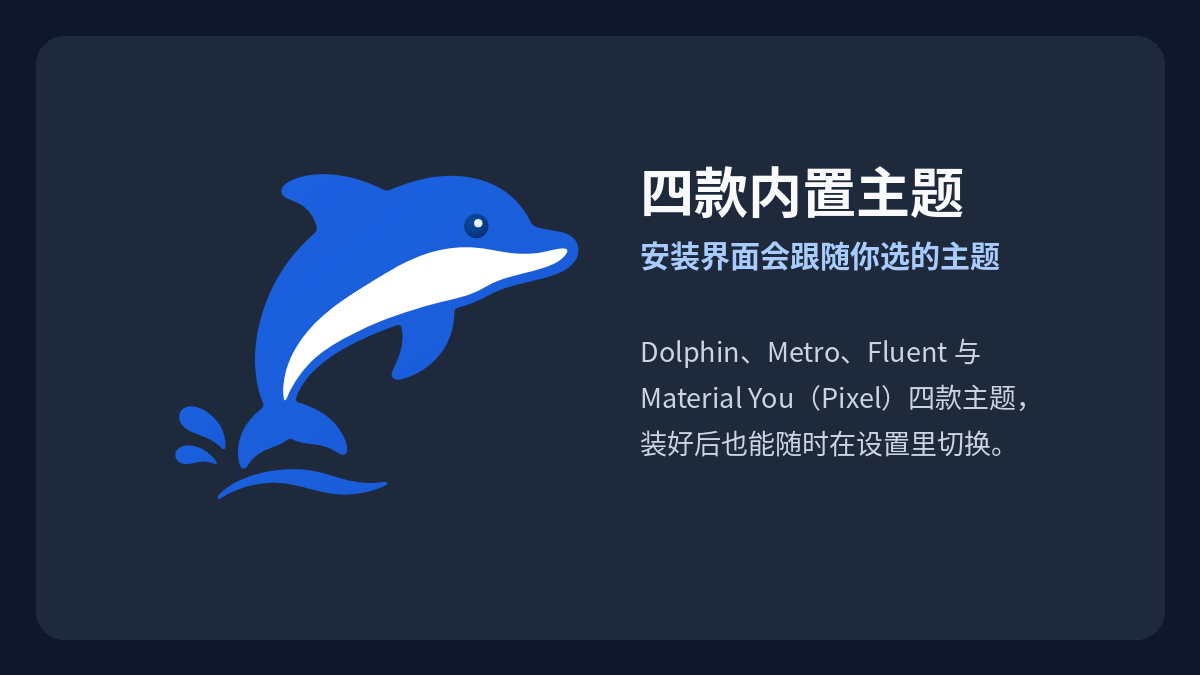 四款内置主题
安装界面会跟随你选的主题
Dolphin、Metro、Fluent 与
Material You（Pixel）四款主题，
装好后也能随时在设置里切换。